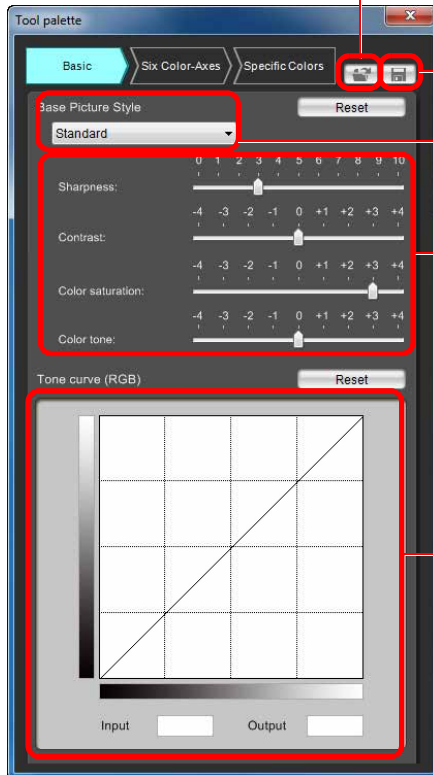 Tool palette
Basic Six Color-Axes Specific Colors
Base Picture Style Reset
Standard
0 1 2 3 4 5 6 7 8 9 10
Sharpness:
-4 -3 -2 -1 0 +1 +2 +3 +4
Contrast:
-4 -3 -2 -1 0 +1 +2 +3 +4
Color saturation:
-4 -3 -2 -1 0 +1 +2 +3 +4
Color tone:
Tone curve (RGB) Reset
Input Output